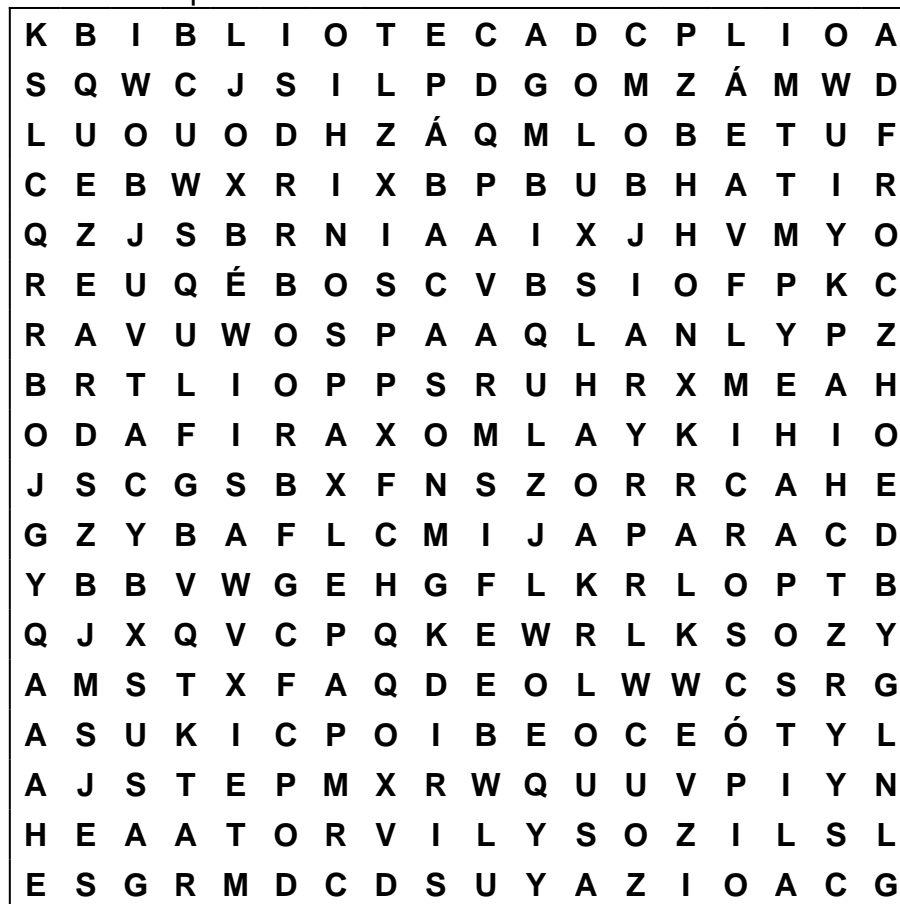 K B I B L I O T E C A D C P L I O A
S Q W C J S I L P D G O M Z Á M W D
L U O U O D H Z Á Q M L O B E T U F
C E B W X R I X B P B U B H A T I R
Q Z J S B R N I A A I X J H V M Y O
R E U Q É B O S C V B S I O F P K C
R A V U W O S P A A Q L A N L Y P Z
B R T L I O P P S R U H R X M E A H
O D A F I R A X O M L A Y K I H I O
J S C G S B X F N S Z O R R C A H E
G Z Y B A F L C M I J A P A R A C D
Y B B V W G E H G F L K R L O P T B
Q J X Q V C P Q K E W R L K S O Z Y
A M S T X F A Q D E O L W W C S R G
A S U K I C P O I B E O C E Ó T Y L
A J S T E P M X R W Q U U V P I Y N
H E A A T O R V I L Y S O Z I L S L
E S G R M D C D S U Y A Z I O A C G